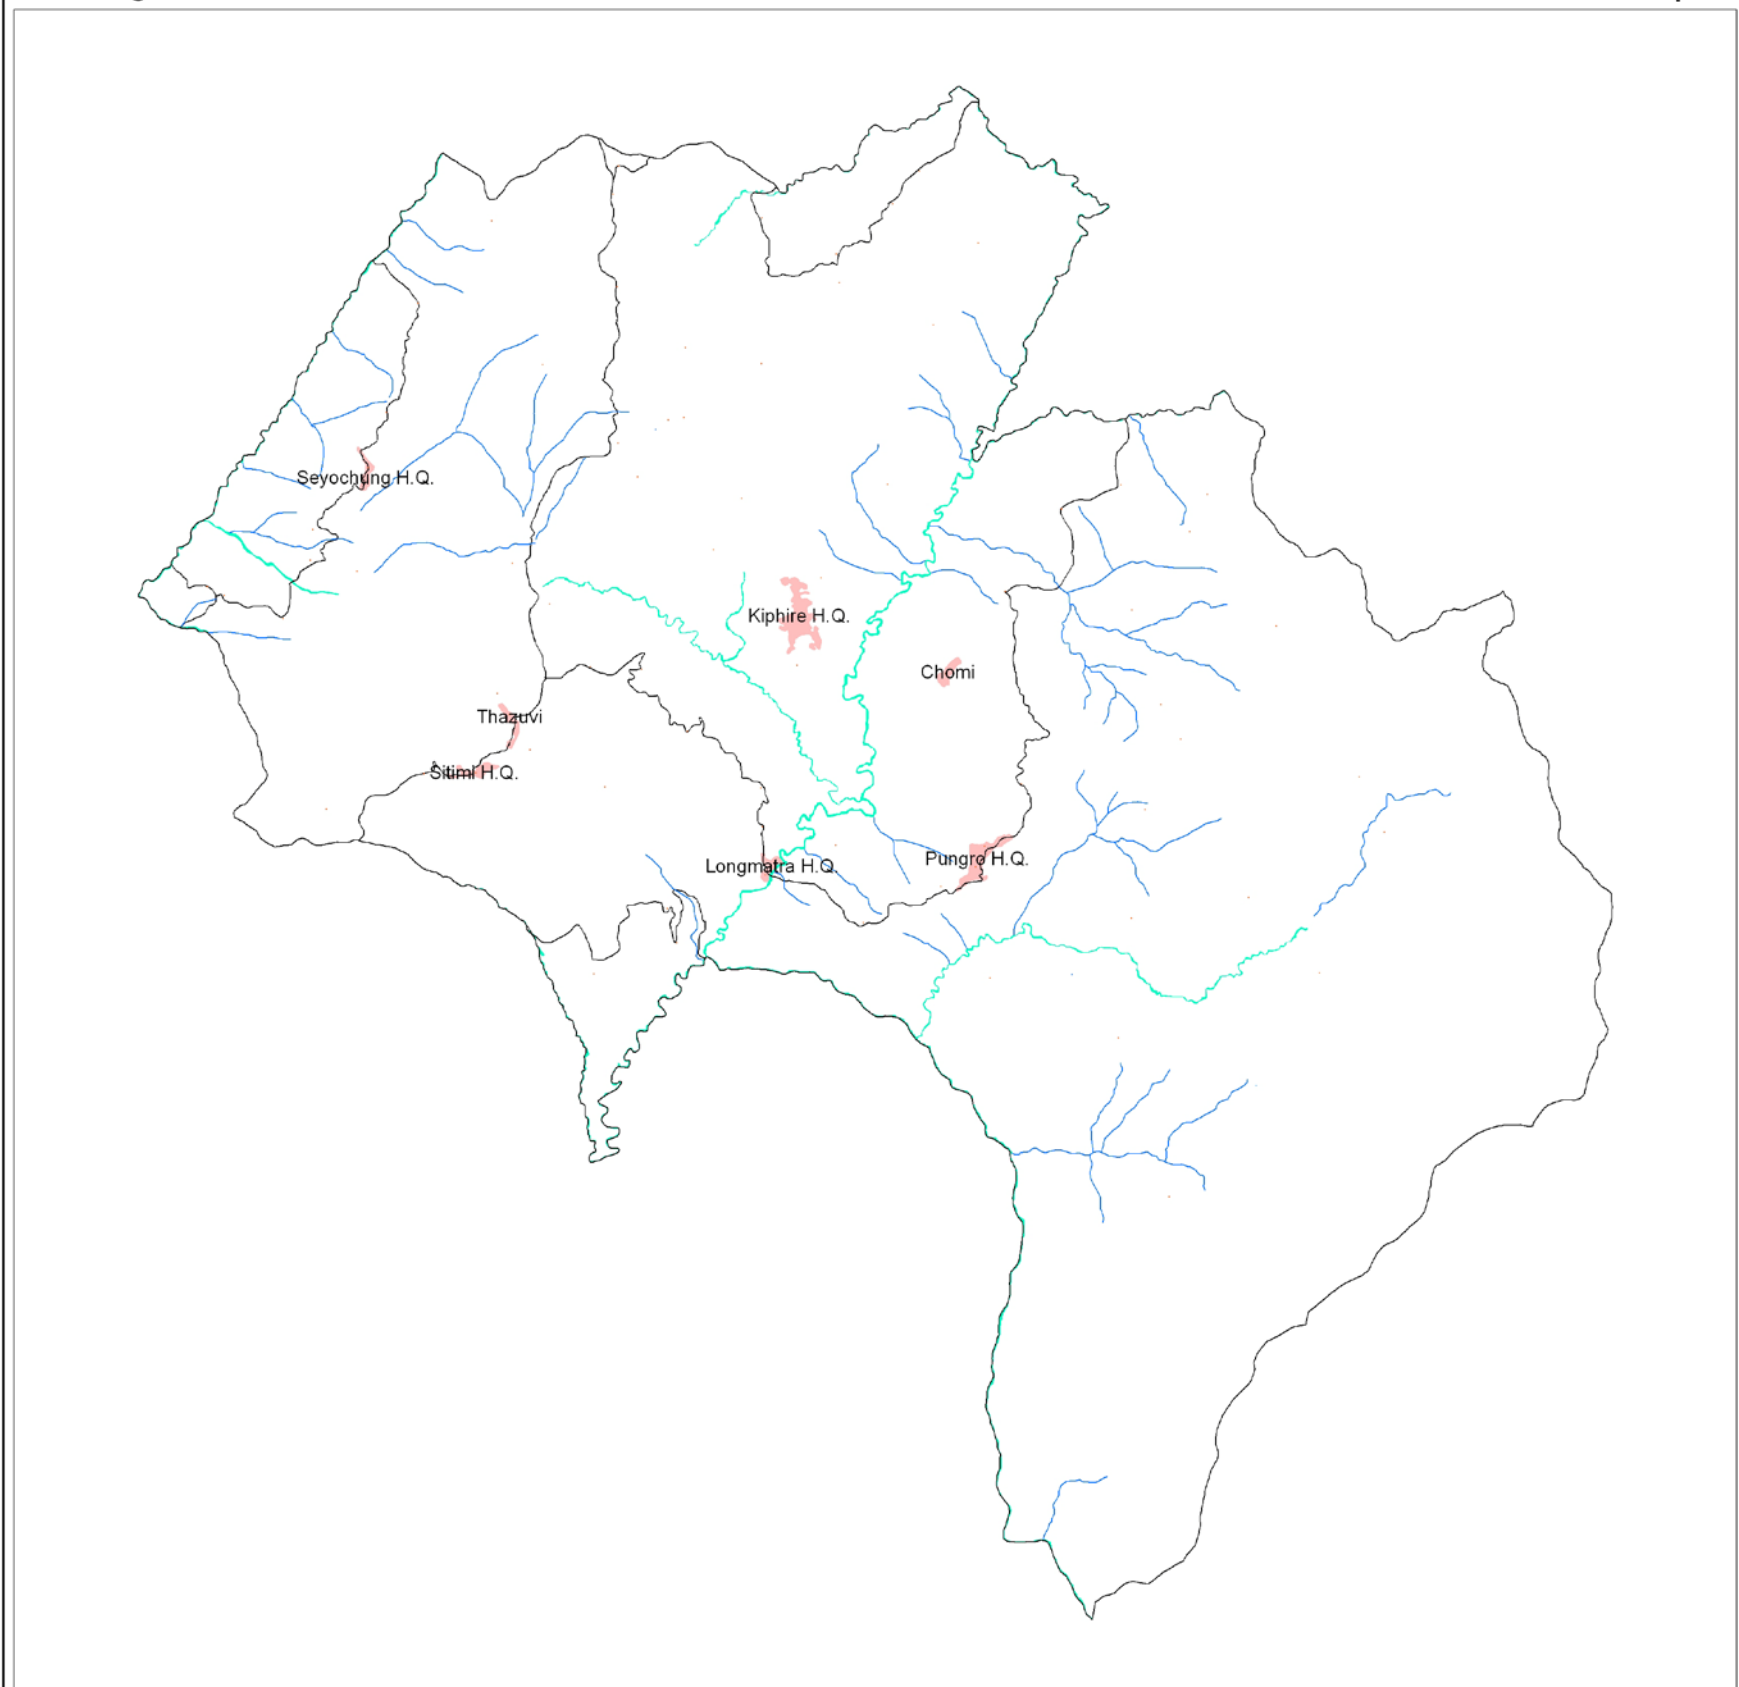 Seyochung H.Q.
Kiphire H.Q.
Chomi
Thazuvi
Sitimi H.Q.
Longmatra H.Q.
Pungro H.Q.